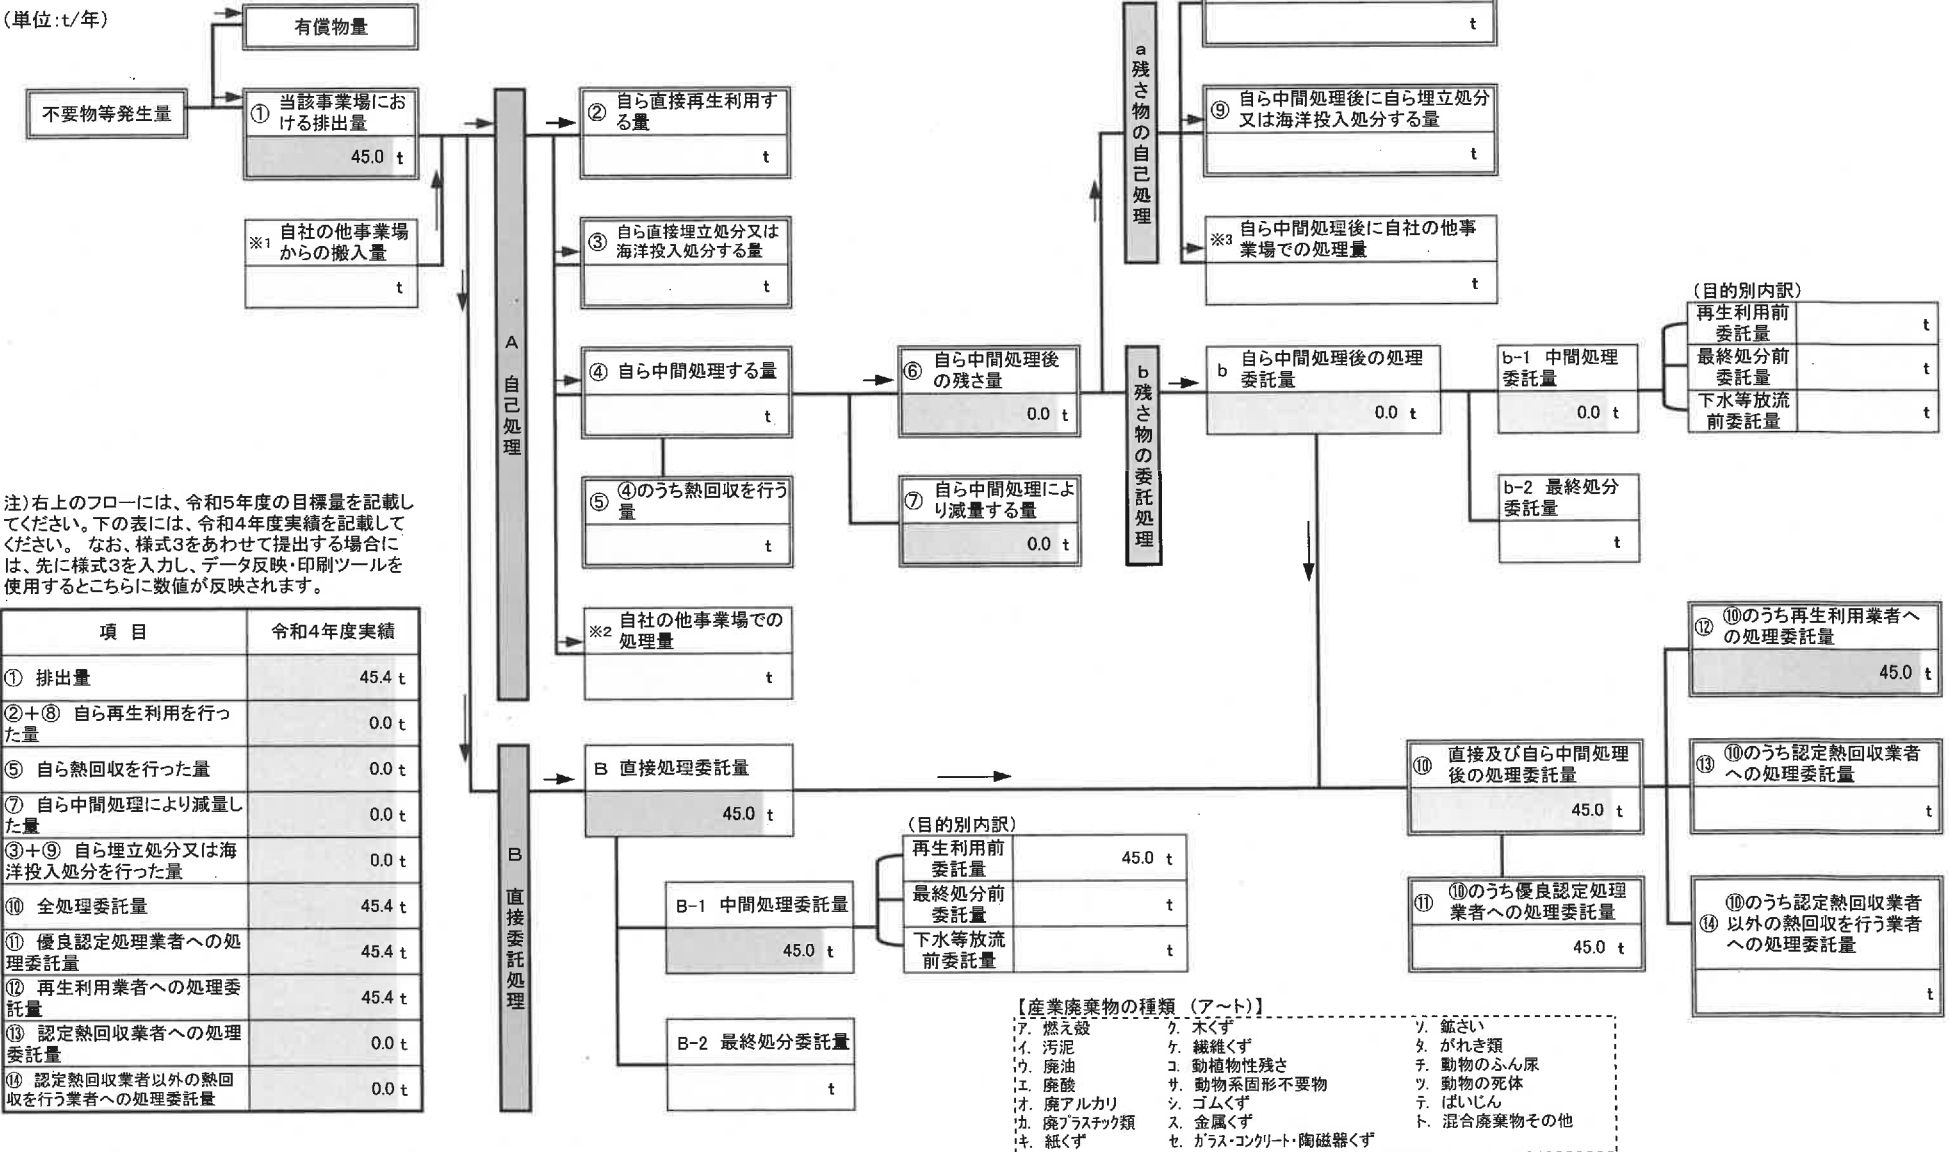 (単位:t/年)
有償物量
不要物等発生量
① 当該事業場にお
ける排出量
45.0 t
※1 自社の他事業場
からの搬入量
t
A 自己処理
② 自ら直接再生利用す
る量
t
③ 自ら直接埋立処分又は
海洋投入処分する量
t
④ 自ら中間処理する量
t
⑤ ④のうち熱回収を行う
量
t
※2 自社の他事業場での
処理量
t
⑥ 自ら中間処理後
の残さ量
0.0 t
⑦ 自ら中間処理によ
り減量する量
0.0 t
a 残さ物の自己処理
t
⑨ 自ら中間処理後に自ら埋立処分
又は海洋投入処分する量
t
※3 自ら中間処理後に自社の他事
業場での処理量
t
b 残さ物の委託処理
b 自ら中間処理後の処理
委託量
0.0 t
b-1 中間処理
委託量
0.0 t
b-2 最終処分
委託量
t
(目的別内訳)
再生利用前
委託量
t
最終処分前
委託量
t
下水等放流
前委託量
t
注)右上のフローには、令和5年度の目標量を記載し
てください。下の表には、令和4年度実績を記載して
ください。 なお、様式3をあわせて提出する場合に
は、先に様式3を入力し、データ反映・印刷ツールを
使用するとこちらに数値が反映されます。
項 目 令和4年度実績
① 排出量 45.4 t
②+⑧ 自ら再生利用を行っ
た量 0.0 t
⑤ 自ら熱回収を行った量 0.0 t
⑦ 自ら中間処理により減量し
た量 0.0 t
③+⑨ 自ら埋立処分又は海
洋投入処分を行った量 0.0 t
⑩ 全処理委託量 45.4 t
⑪ 優良認定処理業者への処
理委託量 45.4 t
⑫ 再生利用業者への処理委
託量 45.4 t
⑬ 認定熱回収業者への処理
委託量 0.0 t
⑭ 認定熱回収業者以外の熱回
収を行う業者への処理委託量 0.0 t
B 直接委託処理
B 直接処理委託量
45.0 t
B-1 中間処理委託量
45.0 t
B-2 最終処分委託量
t
(目的別内訳)
再生利用前
委託量
45.0 t
最終処分前
委託量
t
下水等放流
前委託量
t
⑩ 直接及び自ら中間処理
後の処理委託量
45.0 t
⑪ ⑩のうち優良認定処理
業者への処理委託量
45.0 t
⑫ ⑩のうち再生利用業者へ
の処理委託量
45.0 t
⑬ ⑩のうち認定熱回収業者
への処理委託量
t
⑭ ⑩のうち認定熱回収業者
以外の熱回収を行う業者
への処理委託量
t
【産業廃棄物の種類 (ア~ト)】
ア. 燃え殻
イ. 汚泥
ウ. 廃油
エ. 廃酸
オ. 廃アルカリ
カ. 廃プラスチック類
キ. 紙くず
ク. 木くず
ケ. 繊維くず
コ. 動植物性残さ
サ. 動物系固形不要物
シ. ゴムくず
ス. 金属くず
セ. ガラス・コンクリート・陶磁器くず
ソ. 鉱さい
タ. がれき類
チ. 動物のふん尿
ツ. 動物の死体
テ. ばいじん
ト. 混合廃棄物その他